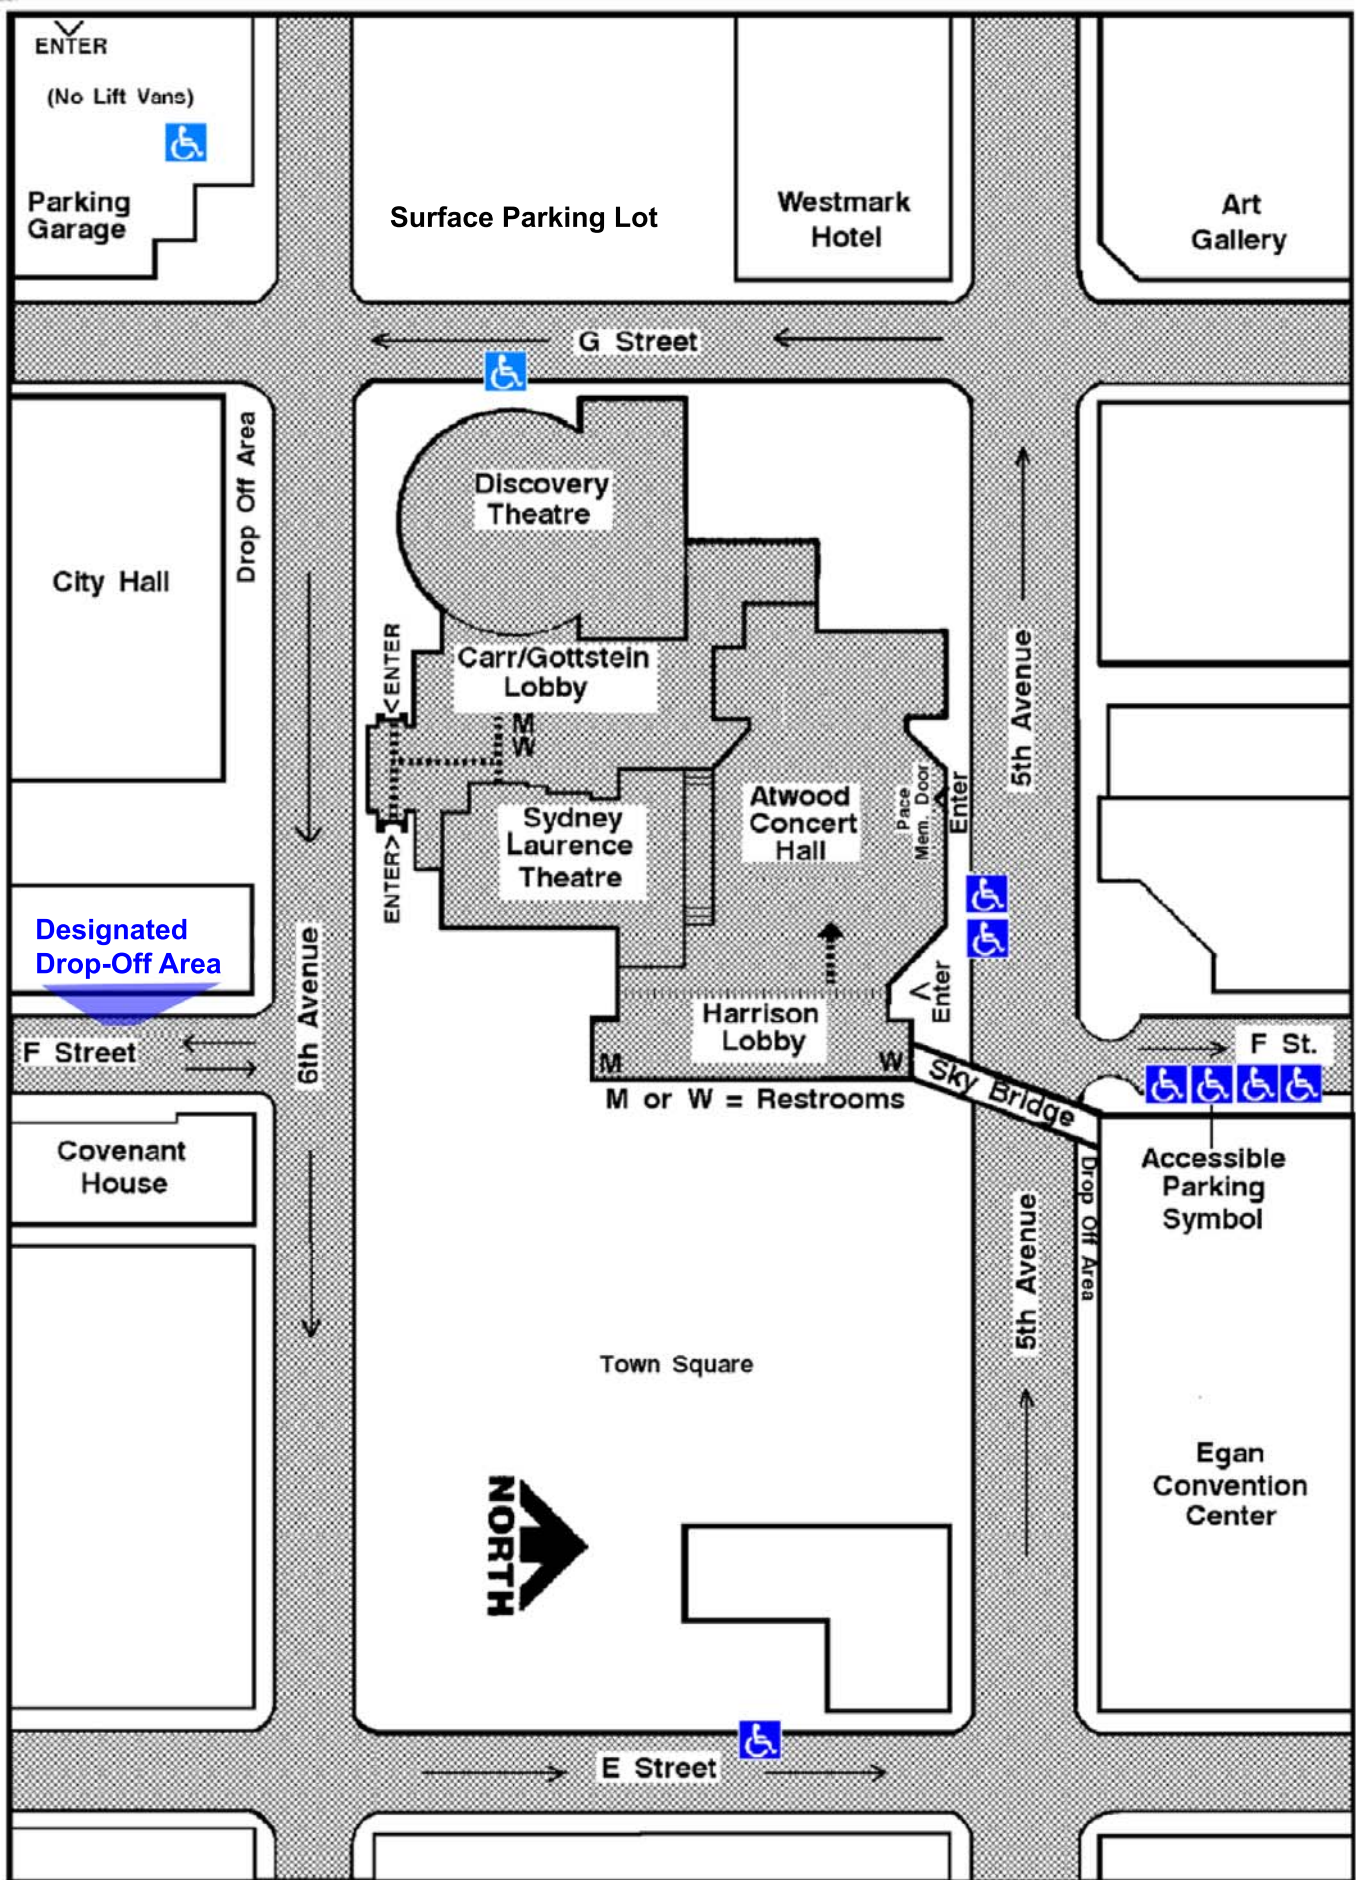 ENTER
(No Lift Vans)
Parking
Garage
Surface Parking Lot
Westmark
Hotel
Art
Gallery
G Street
Drop Off Area
City Hall
Discovery
Theatre
<ENTER
Carr/Gottstein
Lobby
M
W
5th Avenue
Sydney
Laurence
Theatre
Atwood
Concert
Hall
Pace
Mem. Door
Enter
ENTER>
Designated
Drop-Off Area
6th Avenue
Enter
Harrison
Lobby
F Street
F St.
M
W
Sky Bridge
M or W = Restrooms
Covenant
House
Drop Off Area
Accessible
Parking
Symbol
5th Avenue
Town Square
NORTH
Egan
Convention
Center
E Street